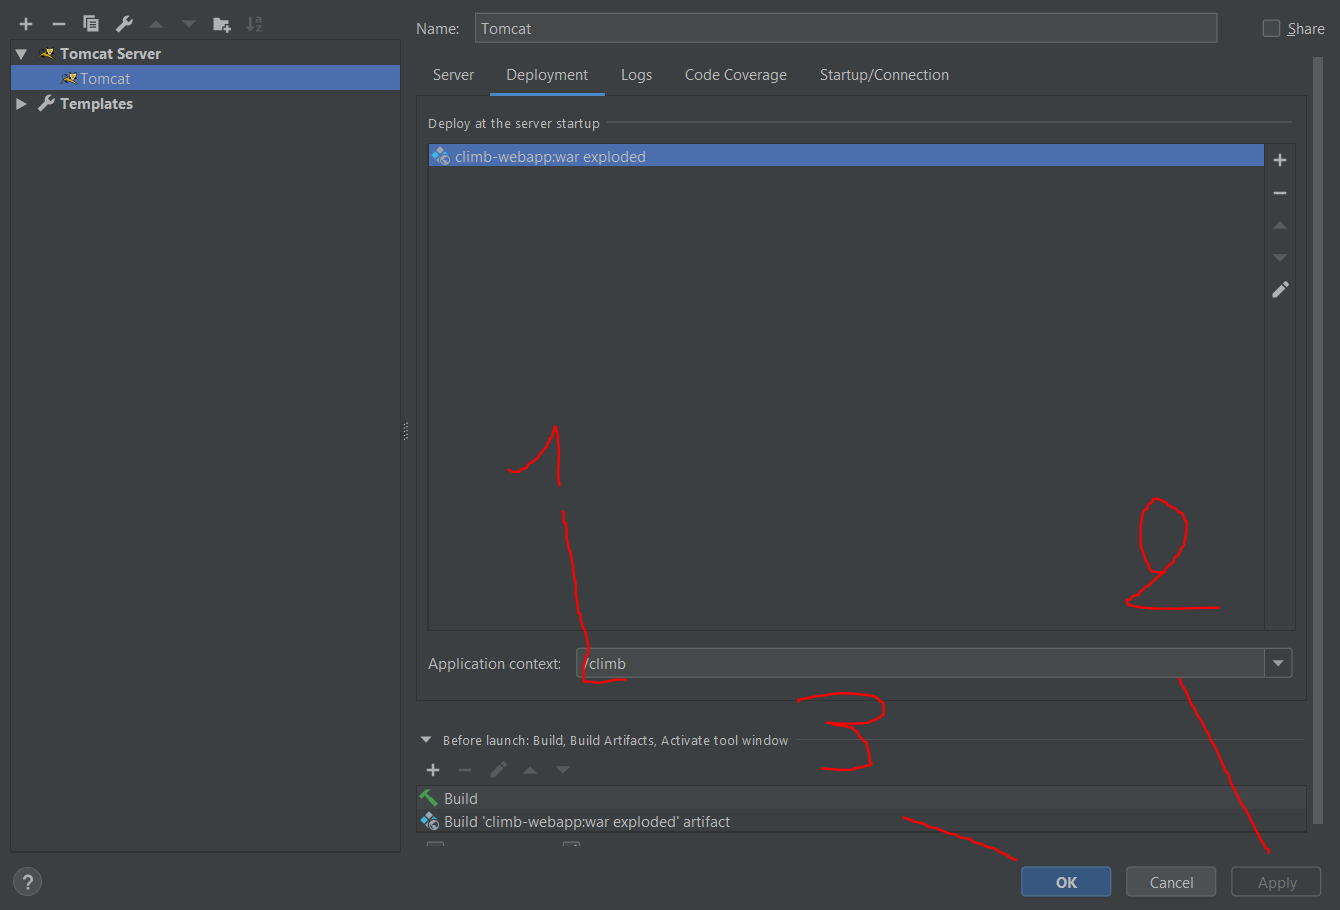 Name: Tomcat Share
Tomcat Server
Tomcat
Templates
Server Deployment Logs Code Coverage Startup/Connection
Deploy at the server startup
climb-webapp:war exploded
1
2
Application context: /climb
3
Before launch: Build, Build Artifacts, Activate tool window
Build
Build 'climb-webapp:war exploded' artifact
? OK Cancel Apply